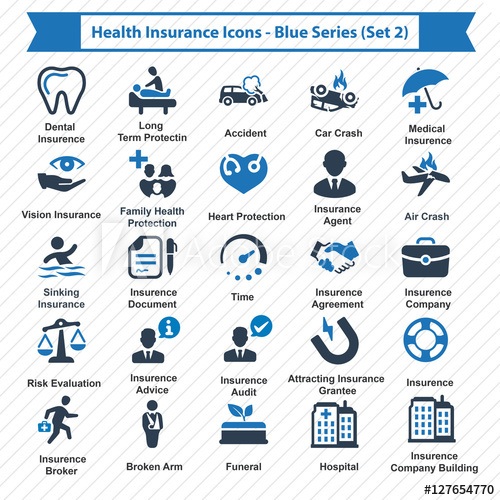 Health Insurance Icons - Blue Series (Set 2)
Dental
Insurence
Long
Term Protectin
Accident
Car Crash
Medical
Insurence
Vision Insurance
Family Health
Protection
Heart Protection
Insurence
Agent
Air Crash
Sinking
Insurance
Insurence
Document
Time
Insurence
Agreement
Insurence
Company
Risk Evaluation
Insurence
Advice
Insurence
Audit
Attracting Insurance
Grantee
Insurence
Insurence
Broker
Broken Arm
Funeral
Hospital
Insurence
Company Building
#127654770